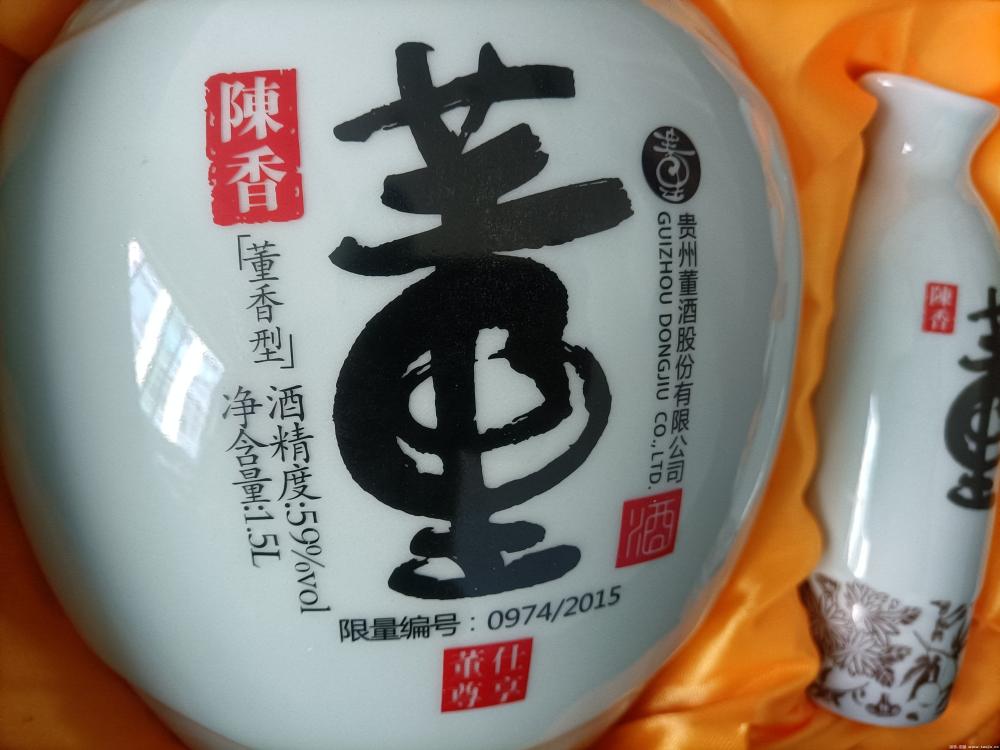 陳香
「董香型」
酒精度:59%vol
净含量:1.5L
董
董
贵州董酒股份有限公司
GUIZHOU DONGJIU CO.,LTD.
酒
限量编号：0974/2015
董仕
尊享
陳香
董